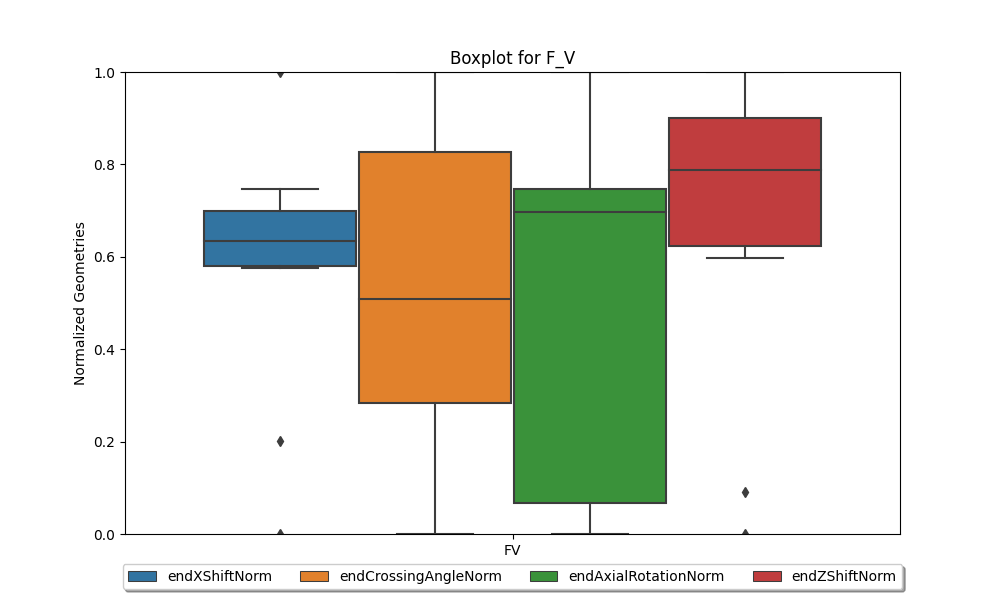 Boxplot for F_V
1.0
0.8
0.6
0.4
0.2
0.0
Normalized Geometries
FV
endXShiftNorm endCrossingAngleNorm endAxialRotationNorm endZShiftNorm